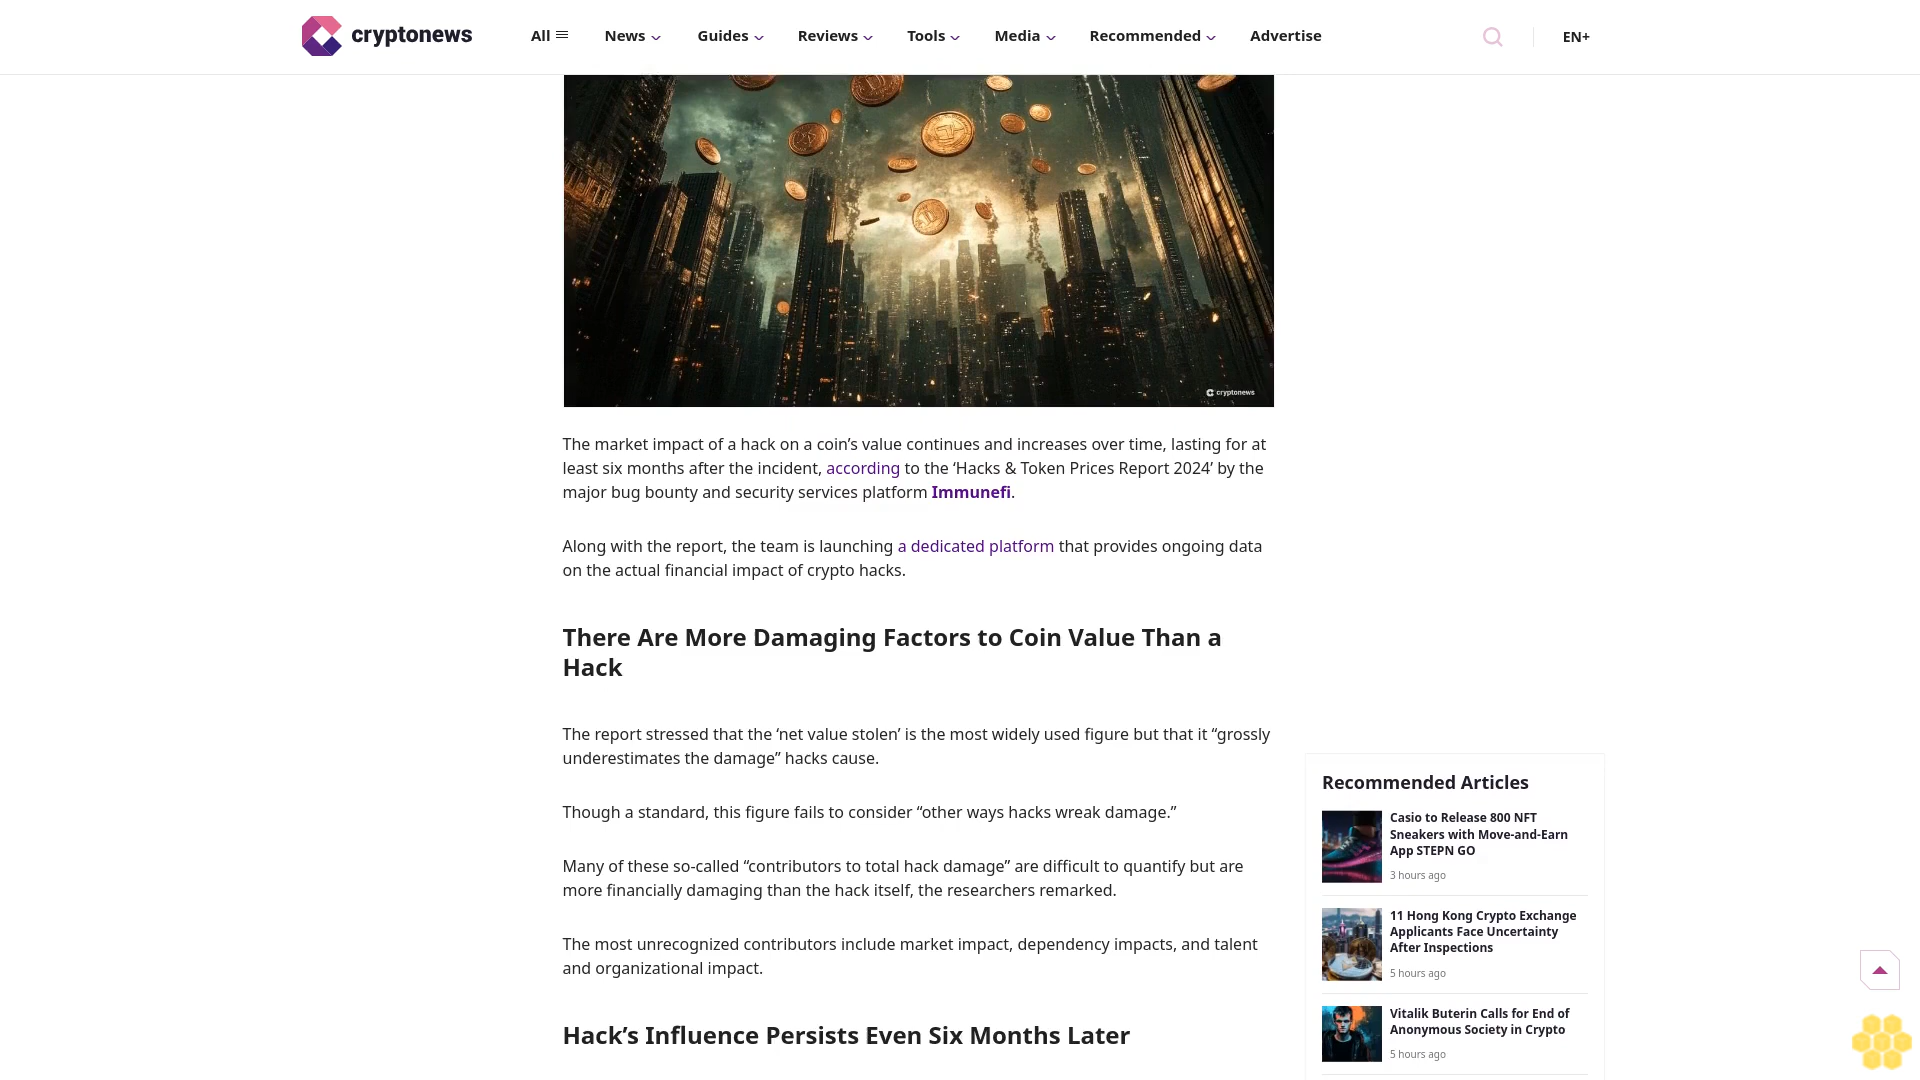 cryptonews
All
News
Guides
Reviews
Tools
Media
Recommended
Advertise
EN+
cryptonews
The market impact of a hack on a coin’s value continues and increases over time, lasting for at
least six months after the incident, according to the ‘Hacks & Token Prices Report 2024’ by the
major bug bounty and security services platform Immunefi.
Along with the report, the team is launching a dedicated platform that provides ongoing data
on the actual financial impact of crypto hacks.
There Are More Damaging Factors to Coin Value Than a
Hack
The report stressed that the ‘net value stolen’ is the most widely used figure but that it “grossly
underestimates the damage” hacks cause.
Though a standard, this figure fails to consider “other ways hacks wreak damage.”
Many of these so-called “contributors to total hack damage” are difficult to quantify but are
more financially damaging than the hack itself, the researchers remarked.
The most unrecognized contributors include market impact, dependency impacts, and talent
and organizational impact.
Hack’s Influence Persists Even Six Months Later
Recommended Articles
Casio to Release 800 NFT
Sneakers with Move-and-Earn
App STEPN GO
3 hours ago
11 Hong Kong Crypto Exchange
Applicants Face Uncertainty
After Inspections
5 hours ago
Vitalik Buterin Calls for End of
Anonymous Society in Crypto
5 hours ago